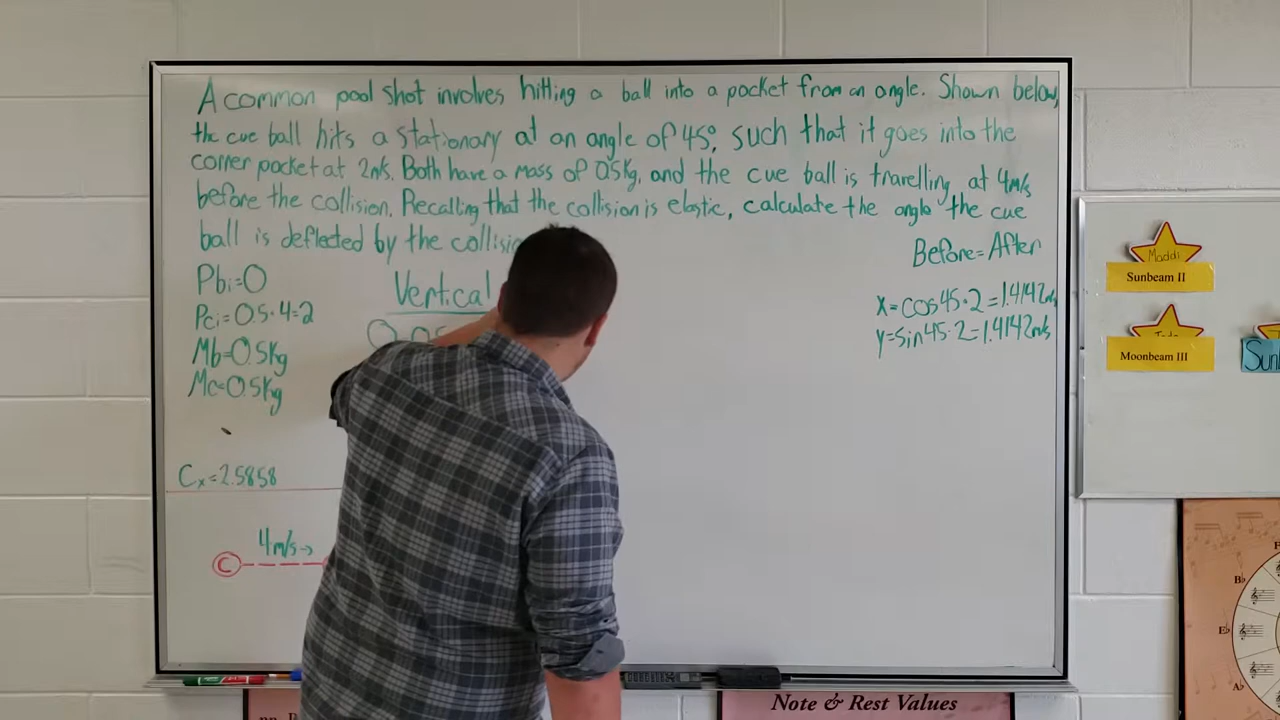 A common pool shot involves hitting a ball into a pocket from an angle. Shown below,
the cue ball hits a stationary at an angle of 45°, such that it goes into the
corner pocket at 2m/s. Both have a mass of 0.5Kg, and the cue ball is travelling at 4m/s
before the collision. Recalling that the collision is elastic, calculate the angle the cue
ball is deflected by the
Before=After
Pbi=0
Pci=0.5·4=2
Mb=0.5Kg
Mc=0.5Kg
Vertical
X=cos45·2=1.4142m/s
y=sin45·2=1.4142m/s
Cx=2.5858
4m/s→
C
Maddi
Sunbeam II
Moonbeam III
Note & Rest Values
B♭
E♭
A♭